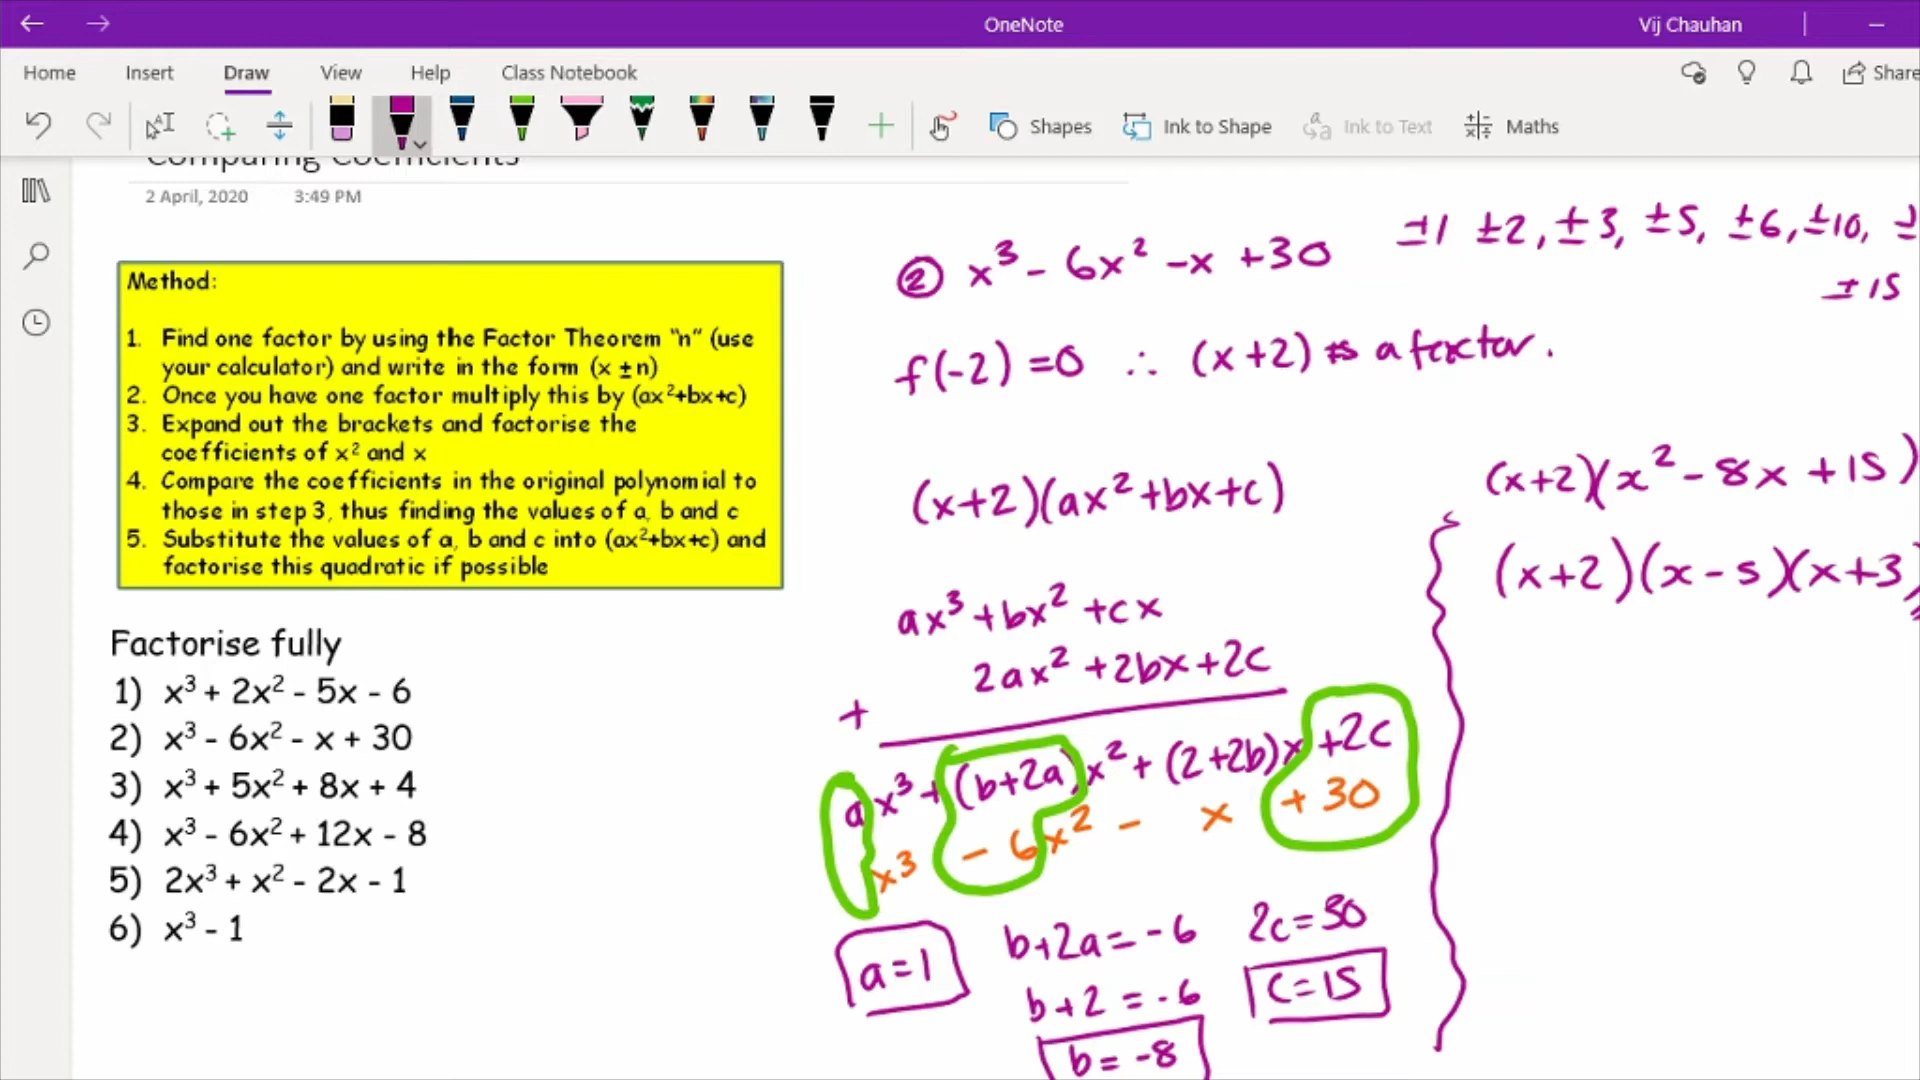 OneNote
Vij Chauhan
Home Insert Draw View Help Class Notebook Share
Shapes Ink to Shape Ink to Text Maths
Comparing Coefficients
2 April, 2020 3:49 PM
Method:
1. Find one factor by using the Factor Theorem "n" (use
your calculator) and write in the form (x ± n)
2. Once you have one factor multiply this by (ax²+bx+c)
3. Expand out the brackets and factorise the
coefficients of x² and x
4. Compare the coefficients in the original polynomial to
those in step 3, thus finding the values of a, b and c
5. Substitute the values of a, b and c into (ax²+bx+c) and
factorise this quadratic if possible
Factorise fully
1) x³ + 2x² - 5x - 6
2) x³ - 6x² - x + 30
3) x³ + 5x² + 8x + 4
4) x³ - 6x² + 12x - 8
5) 2x³ + x² - 2x - 1
6) x³ - 1
② x³ - 6x² - x + 30
±1 ±2, ±3, ±5, ±6, ±10,
±15
f(-2) = 0 ∴ (x+2) is a factor.
(x+2)(ax²+bx+c)
ax³ + bx² + cx
2ax² + 2bx + 2c
+
ax³ + (b+2a)x² + (2+2b)x + 2c
x³ - 6x² - x + 30
a=1
b+2a = -6
b+2 = -6
b = -8
2c = 30
c = 15
(x+2)(x² - 8x + 15)
(x+2)(x-5)(x+3)